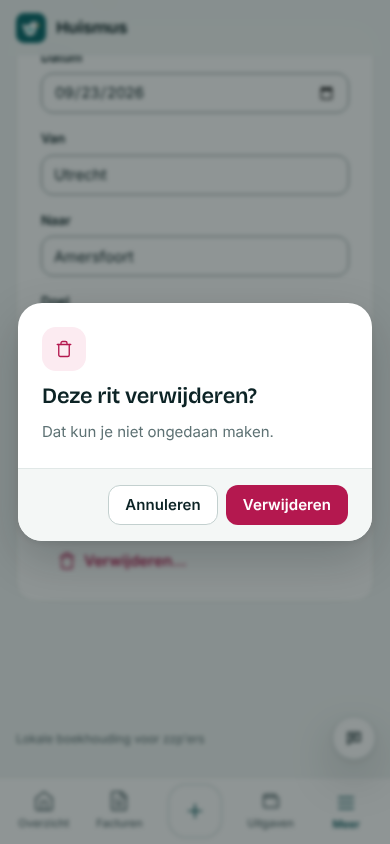 Huismus
Datum
09/23/2026
Van
Utrecht
Naar
Amersfoort
Doel
Deze rit verwijderen?
Dat kun je niet ongedaan maken.
Annuleren
Verwijderen
Verwijderen...
Lokale boekhouding voor zzp'ers
Overzicht
Facturen
Uitgaven
Meer